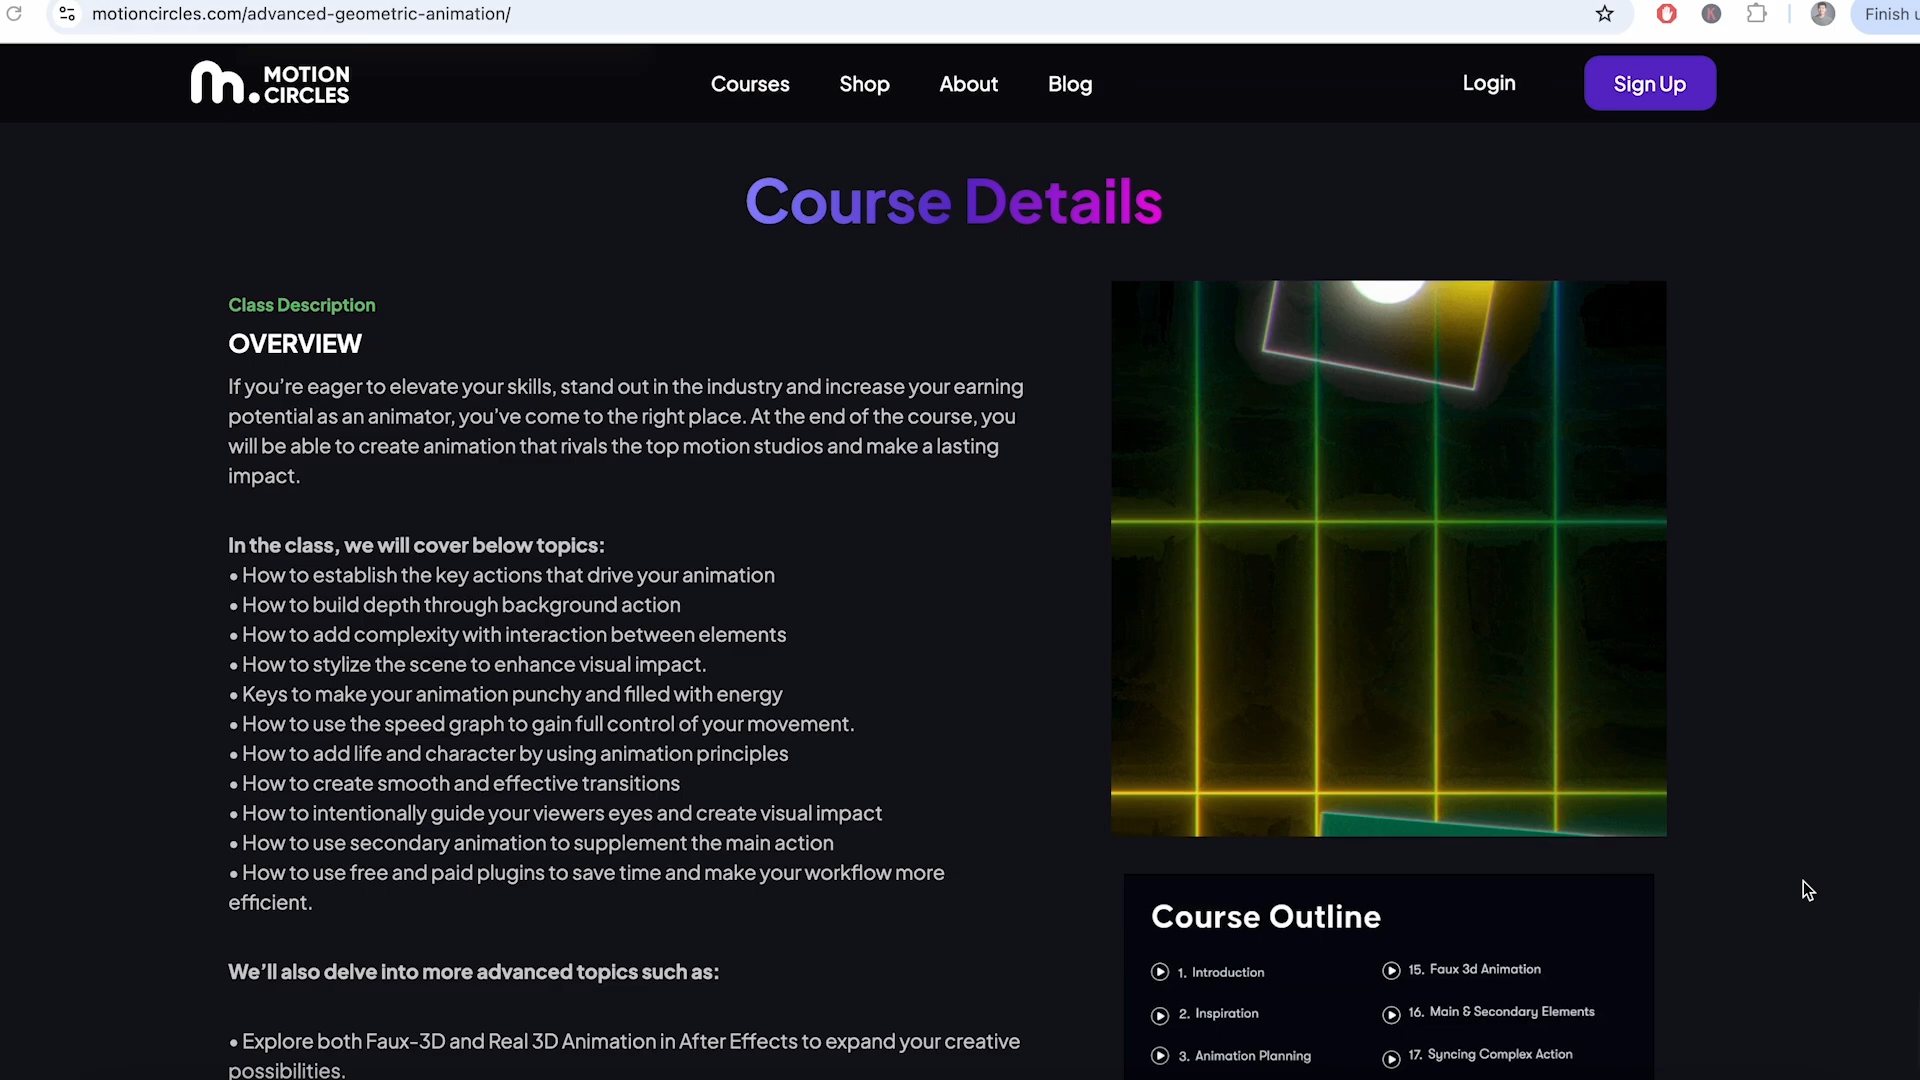 motioncircles.com/advanced-geometric-animation/
K
Finish u
m.
MOTION
CIRCLES
Courses
Shop
About
Blog
Login
Sign Up
Course Details
Class Description
OVERVIEW
If you’re eager to elevate your skills, stand out in the industry and increase your earning
potential as an animator, you’ve come to the right place. At the end of the course, you
will be able to create animation that rivals the top motion studios and make a lasting
impact.
In the class, we will cover below topics:
• How to establish the key actions that drive your animation
• How to build depth through background action
• How to add complexity with interaction between elements
• How to stylize the scene to enhance visual impact.
• Keys to make your animation punchy and filled with energy
• How to use the speed graph to gain full control of your movement.
• How to add life and character by using animation principles
• How to create smooth and effective transitions
• How to intentionally guide your viewers eyes and create visual impact
• How to use secondary animation to supplement the main action
• How to use free and paid plugins to save time and make your workflow more
efficient.
We’ll also delve into more advanced topics such as:
• Explore both Faux-3D and Real 3D Animation in After Effects to expand your creative
possibilities.
Course Outline
1. Introduction
2. Inspiration
3. Animation Planning
15. Faux 3d Animation
16. Main & Secondary Elements
17. Syncing Complex Action